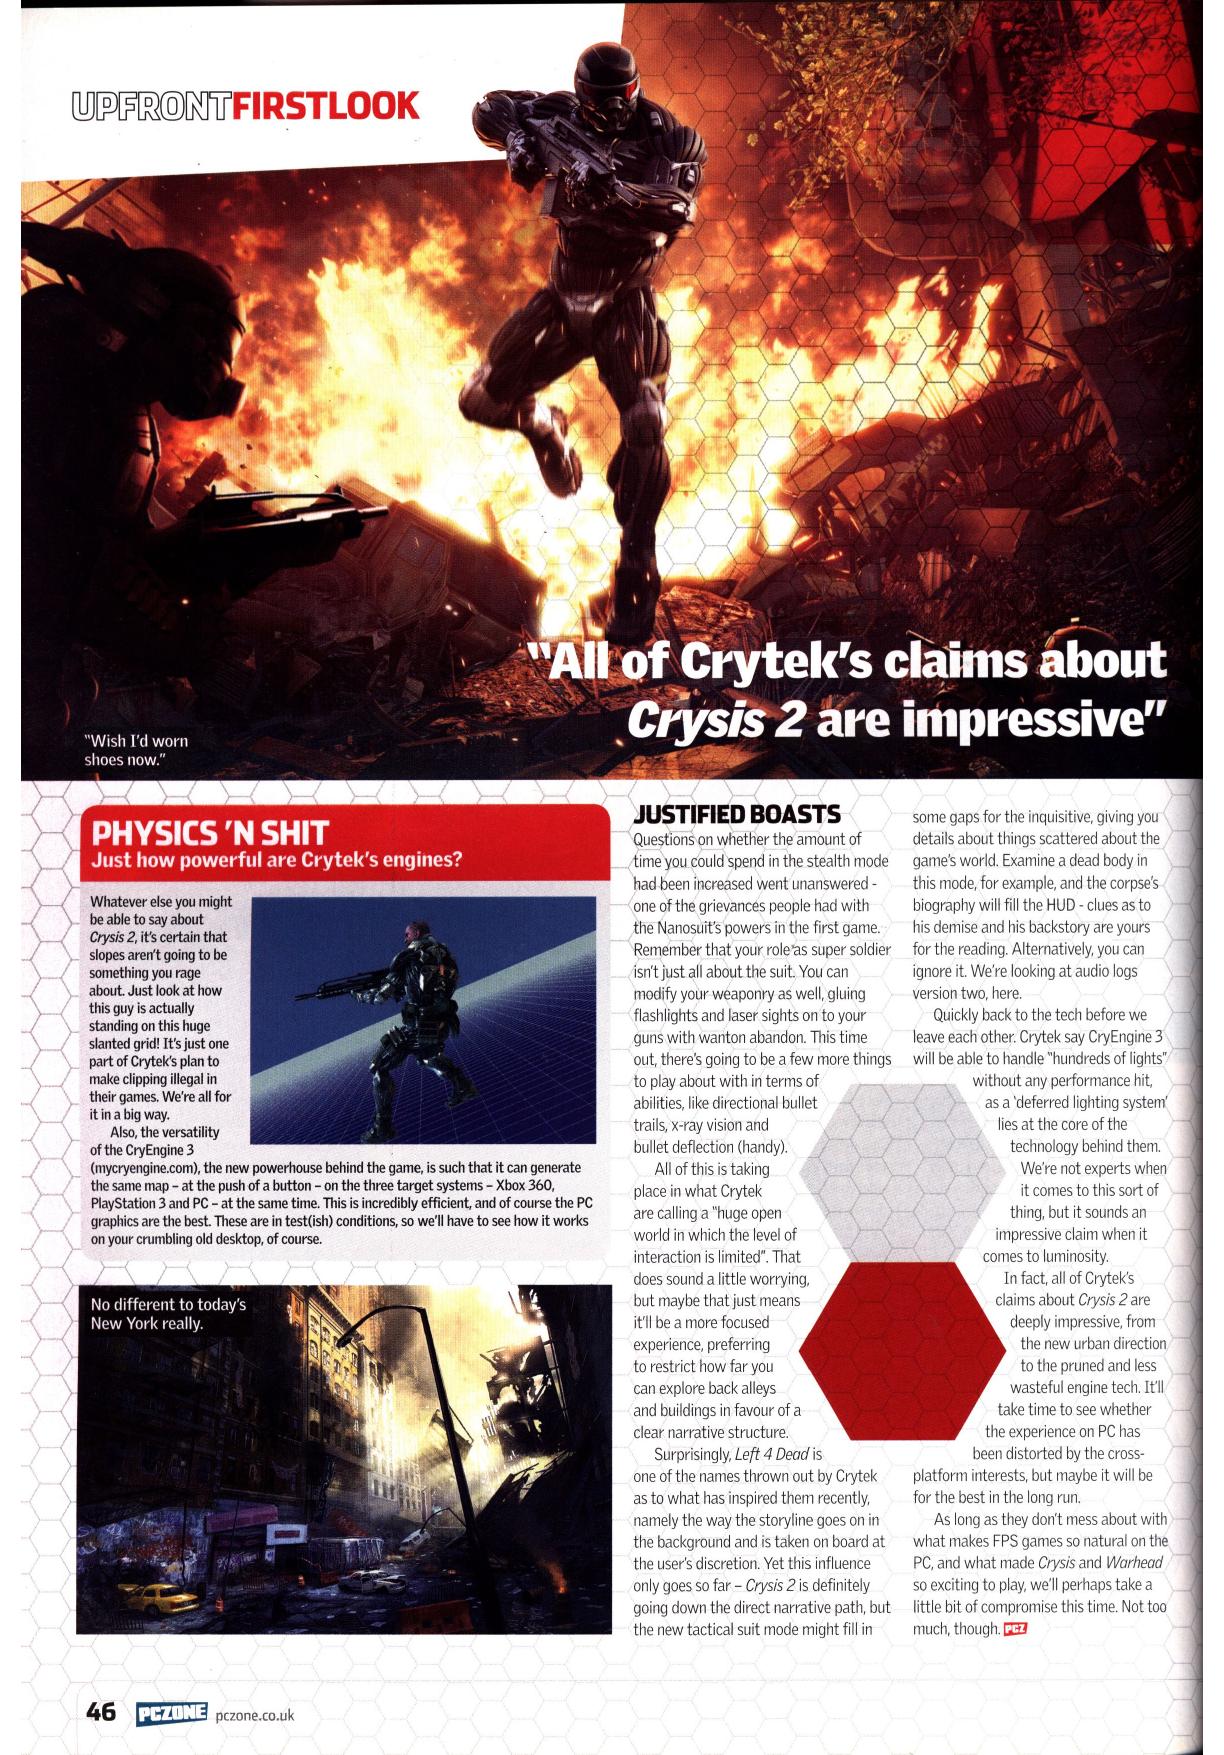 UPFRONTFIRSTLOOK
"All of Crytek's claims about
Crysis 2 are impressive"
"Wish I'd worn
shoes now."
PHYSICS 'N SHIT
Just how powerful are Crytek's engines?
Whatever else you might
be able to say about
Crysis 2, it's certain that
slopes aren't going to be
something you rage
about. Just look at how
this guy is actually
standing on this huge
slanted grid! It's just one
part of Crytek's plan to
make clipping illegal in
their games. We're all for
it in a big way.
Also, the versatility
of the CryEngine 3
(mycryengine.com), the new powerhouse behind the game, is such that it can generate
the same map – at the push of a button – on the three target systems – Xbox 360,
PlayStation 3 and PC – at the same time. This is incredibly efficient, and of course the PC
graphics are the best. These are in test(ish) conditions, so we'll have to see how it works
on your crumbling old desktop, of course.
No different to today's
New York really.
JUSTIFIED BOASTS
Questions on whether the amount of
time you could spend in the stealth mode
had been increased went unanswered -
one of the grievances people had with
the Nanosuit's powers in the first game.
Remember that your role as super soldier
isn't just all about the suit. You can
modify your weaponry as well, gluing
flashlights and laser sights on to your
guns with wanton abandon. This time
out, there's going to be a few more things
to play about with in terms of
abilities, like directional bullet
trails, x-ray vision and
bullet deflection (handy).
All of this is taking
place in what Crytek
are calling a "huge open
world in which the level of
interaction is limited". That
does sound a little worrying,
but maybe that just means
it'll be a more focused
experience, preferring
to restrict how far you
can explore back alleys
and buildings in favour of a
clear narrative structure.
Surprisingly, Left 4 Dead is
one of the names thrown out by Crytek
as to what has inspired them recently,
namely the way the storyline goes on in
the background and is taken on board at
the user's discretion. Yet this influence
only goes so far – Crysis 2 is definitely
going down the direct narrative path, but
the new tactical suit mode might fill in
some gaps for the inquisitive, giving you
details about things scattered about the
game's world. Examine a dead body in
this mode, for example, and the corpse's
biography will fill the HUD - clues as to
his demise and his backstory are yours
for the reading. Alternatively, you can
ignore it. We're looking at audio logs
version two, here.
Quickly back to the tech before we
leave each other. Crytek say CryEngine 3
will be able to handle "hundreds of lights"
without any performance hit,
as a 'deferred lighting system'
lies at the core of the
technology behind them.
We're not experts when
it comes to this sort of
thing, but it sounds an
impressive claim when it
comes to luminosity.
In fact, all of Crytek's
claims about Crysis 2 are
deeply impressive, from
the new urban direction
to the pruned and less
wasteful engine tech. It'll
take time to see whether
the experience on PC has
been distorted by the cross-
platform interests, but maybe it will be
for the best in the long run.
As long as they don't mess about with
what makes FPS games so natural on the
PC, and what made Crysis and Warhead
so exciting to play, we'll perhaps take a
little bit of compromise this time. Not too
much, though. PCZ
46 PCZONE pczone.co.uk